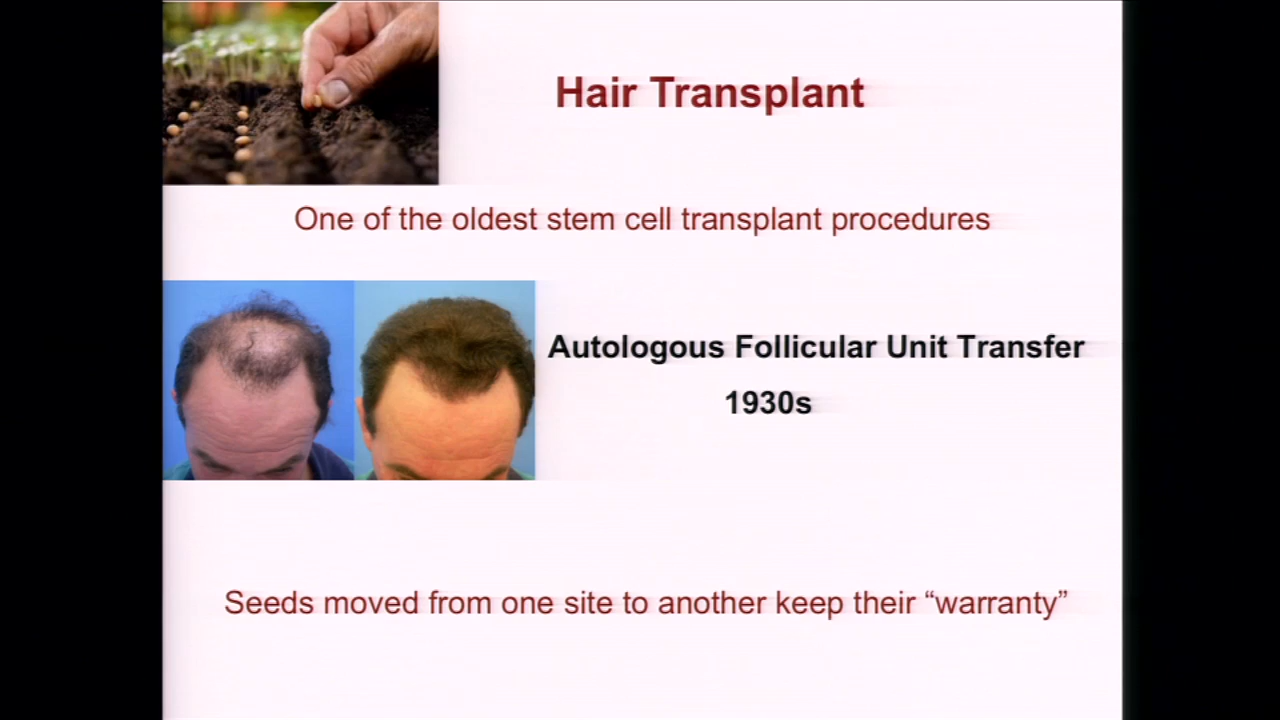 Hair Transplant
One of the oldest stem cell transplant procedures
Autologous Follicular Unit Transfer
1930s
Seeds moved from one site to another keep their “warranty”